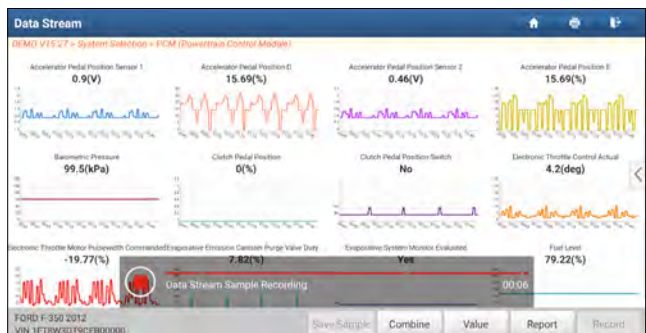 Data Stream
DEMO V15.27 > System Selection > PCM (Powertrain Control Module)
Accelerator Pedal Position Sensor 1
0.9(V)
Accelerator Pedal Position D
15.69(%)
Accelerator Pedal Position Sensor 2
0.46(V)
Accelerator Pedal Position E
15.69(%)
Barometric Pressure
99.5(kPa)
Clutch Pedal Position
0(%)
Clutch Pedal Position Switch
No
Electronic Throttle Control Actual
4.2(deg)
Electronic Throttle Motor Pulsewidth Commanded
-19.77(%)
Evaporative Emission Canister Purge Valve Duty
7.82(%)
Evaporative System Monitor Evaluated
Yes
Fuel Level
79.22(%)
Data Stream Sample Recording
00:06
FORD F-350 2012
Save Sample
Combine
Value
Report
Record